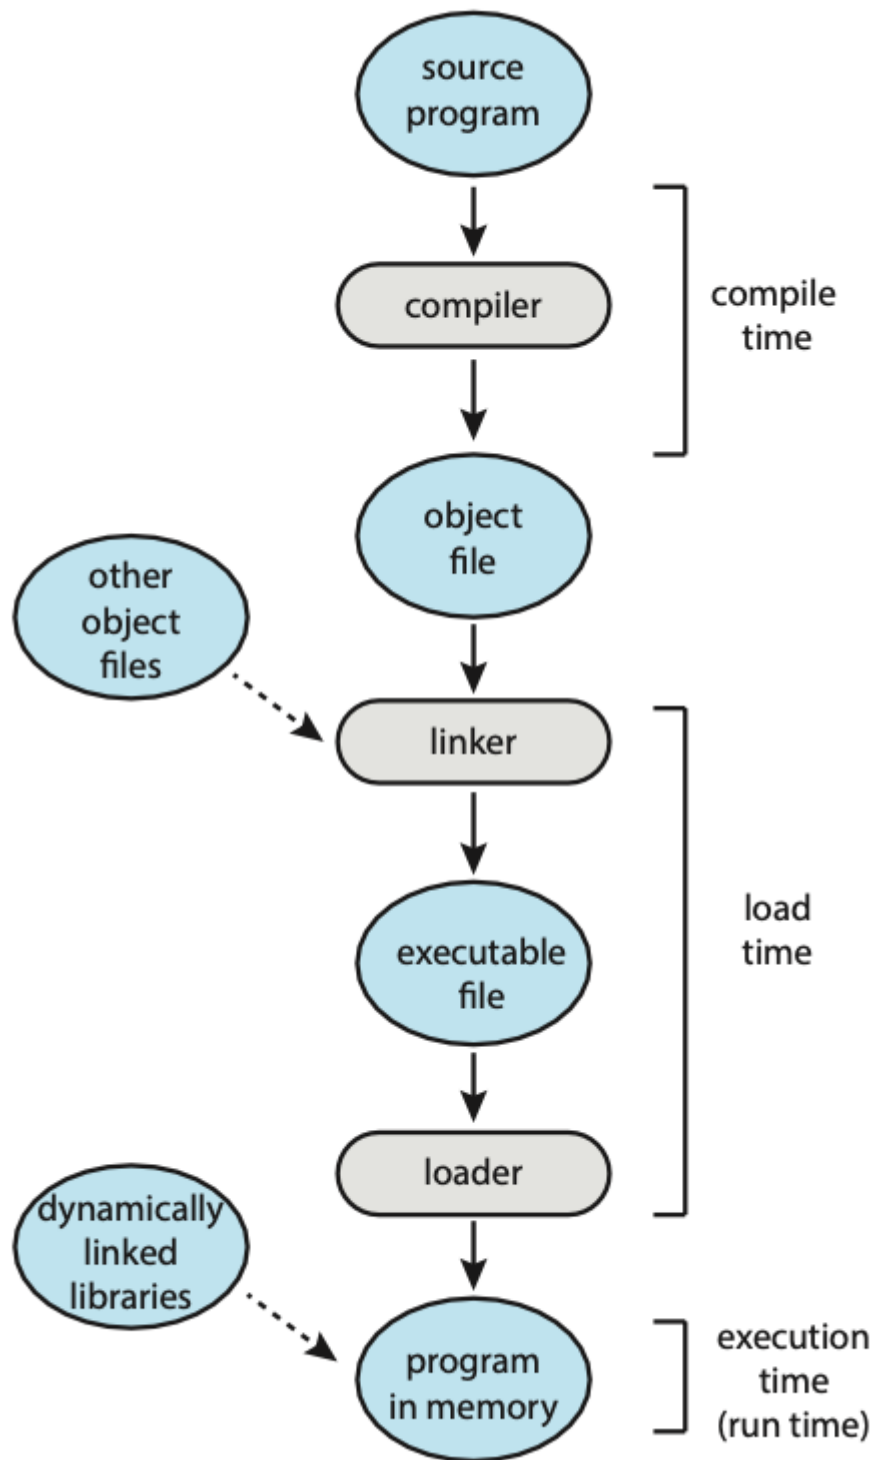 source
program
compiler
compile
time
object
file
other
object
files
linker
executable
file
load
time
loader
dynamically
linked
libraries
program
in memory
execution
time
(run time)